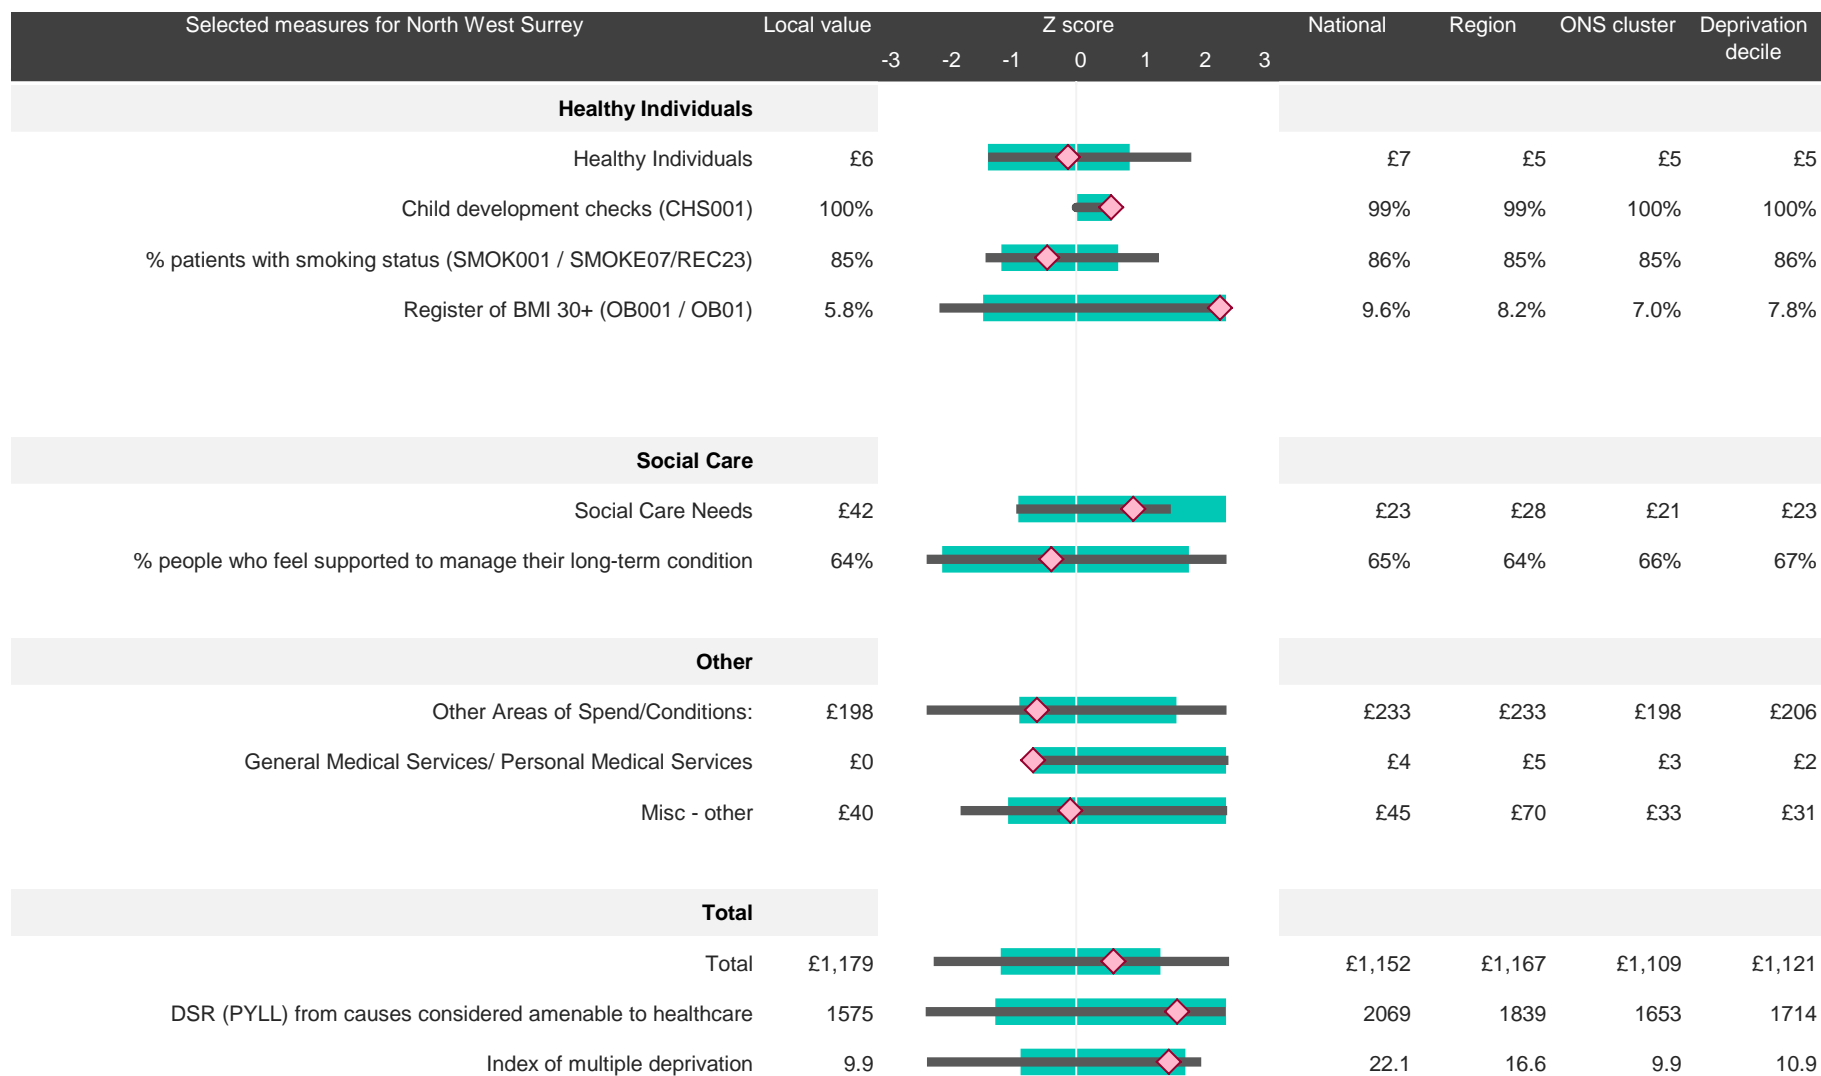 Selected measures for North West Surrey Local value Z score National Region ONS cluster Deprivation decile
-3 -2 -1 0 1 2 3
Healthy Individuals
Healthy Individuals £6 £7 £5 £5 £5
Child development checks (CHS001) 100% 99% 99% 100% 100%
% patients with smoking status (SMOK001 / SMOKE07/REC23) 85% 86% 85% 85% 86%
Register of BMI 30+ (OB001 / OB01) 5.8% 9.6% 8.2% 7.0% 7.8%
Social Care
Social Care Needs £42 £23 £28 £21 £23
% people who feel supported to manage their long-term condition 64% 65% 64% 66% 67%
Other
Other Areas of Spend/Conditions: £198 £233 £233 £198 £206
General Medical Services/ Personal Medical Services £0 £4 £5 £3 £2
Misc - other £40 £45 £70 £33 £31
Total
Total £1,179 £1,152 £1,167 £1,109 £1,121
DSR (PYLL) from causes considered amenable to healthcare 1575 2069 1839 1653 1714
Index of multiple deprivation 9.9 22.1 16.6 9.9 10.9